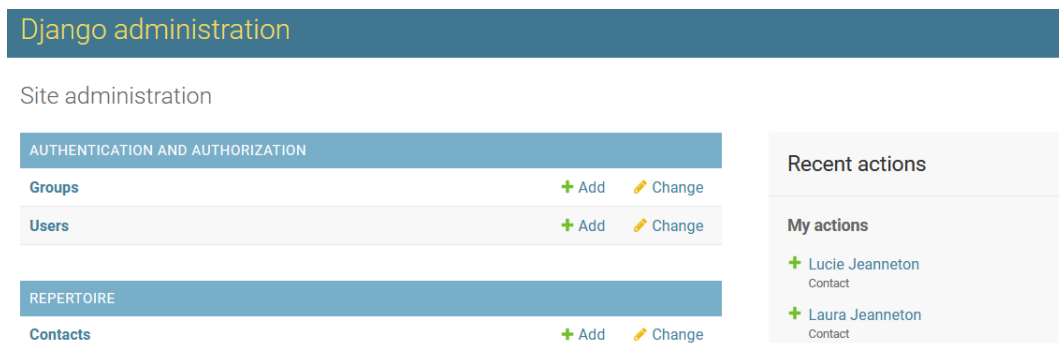 Django administration
Site administration
AUTHENTICATION AND AUTHORIZATION
Groups Add Change
Users Add Change
REPERTOIRE
Contacts Add Change
Recent actions
My actions
Lucie Jeanneton
Contact
Laura Jeanneton
Contact